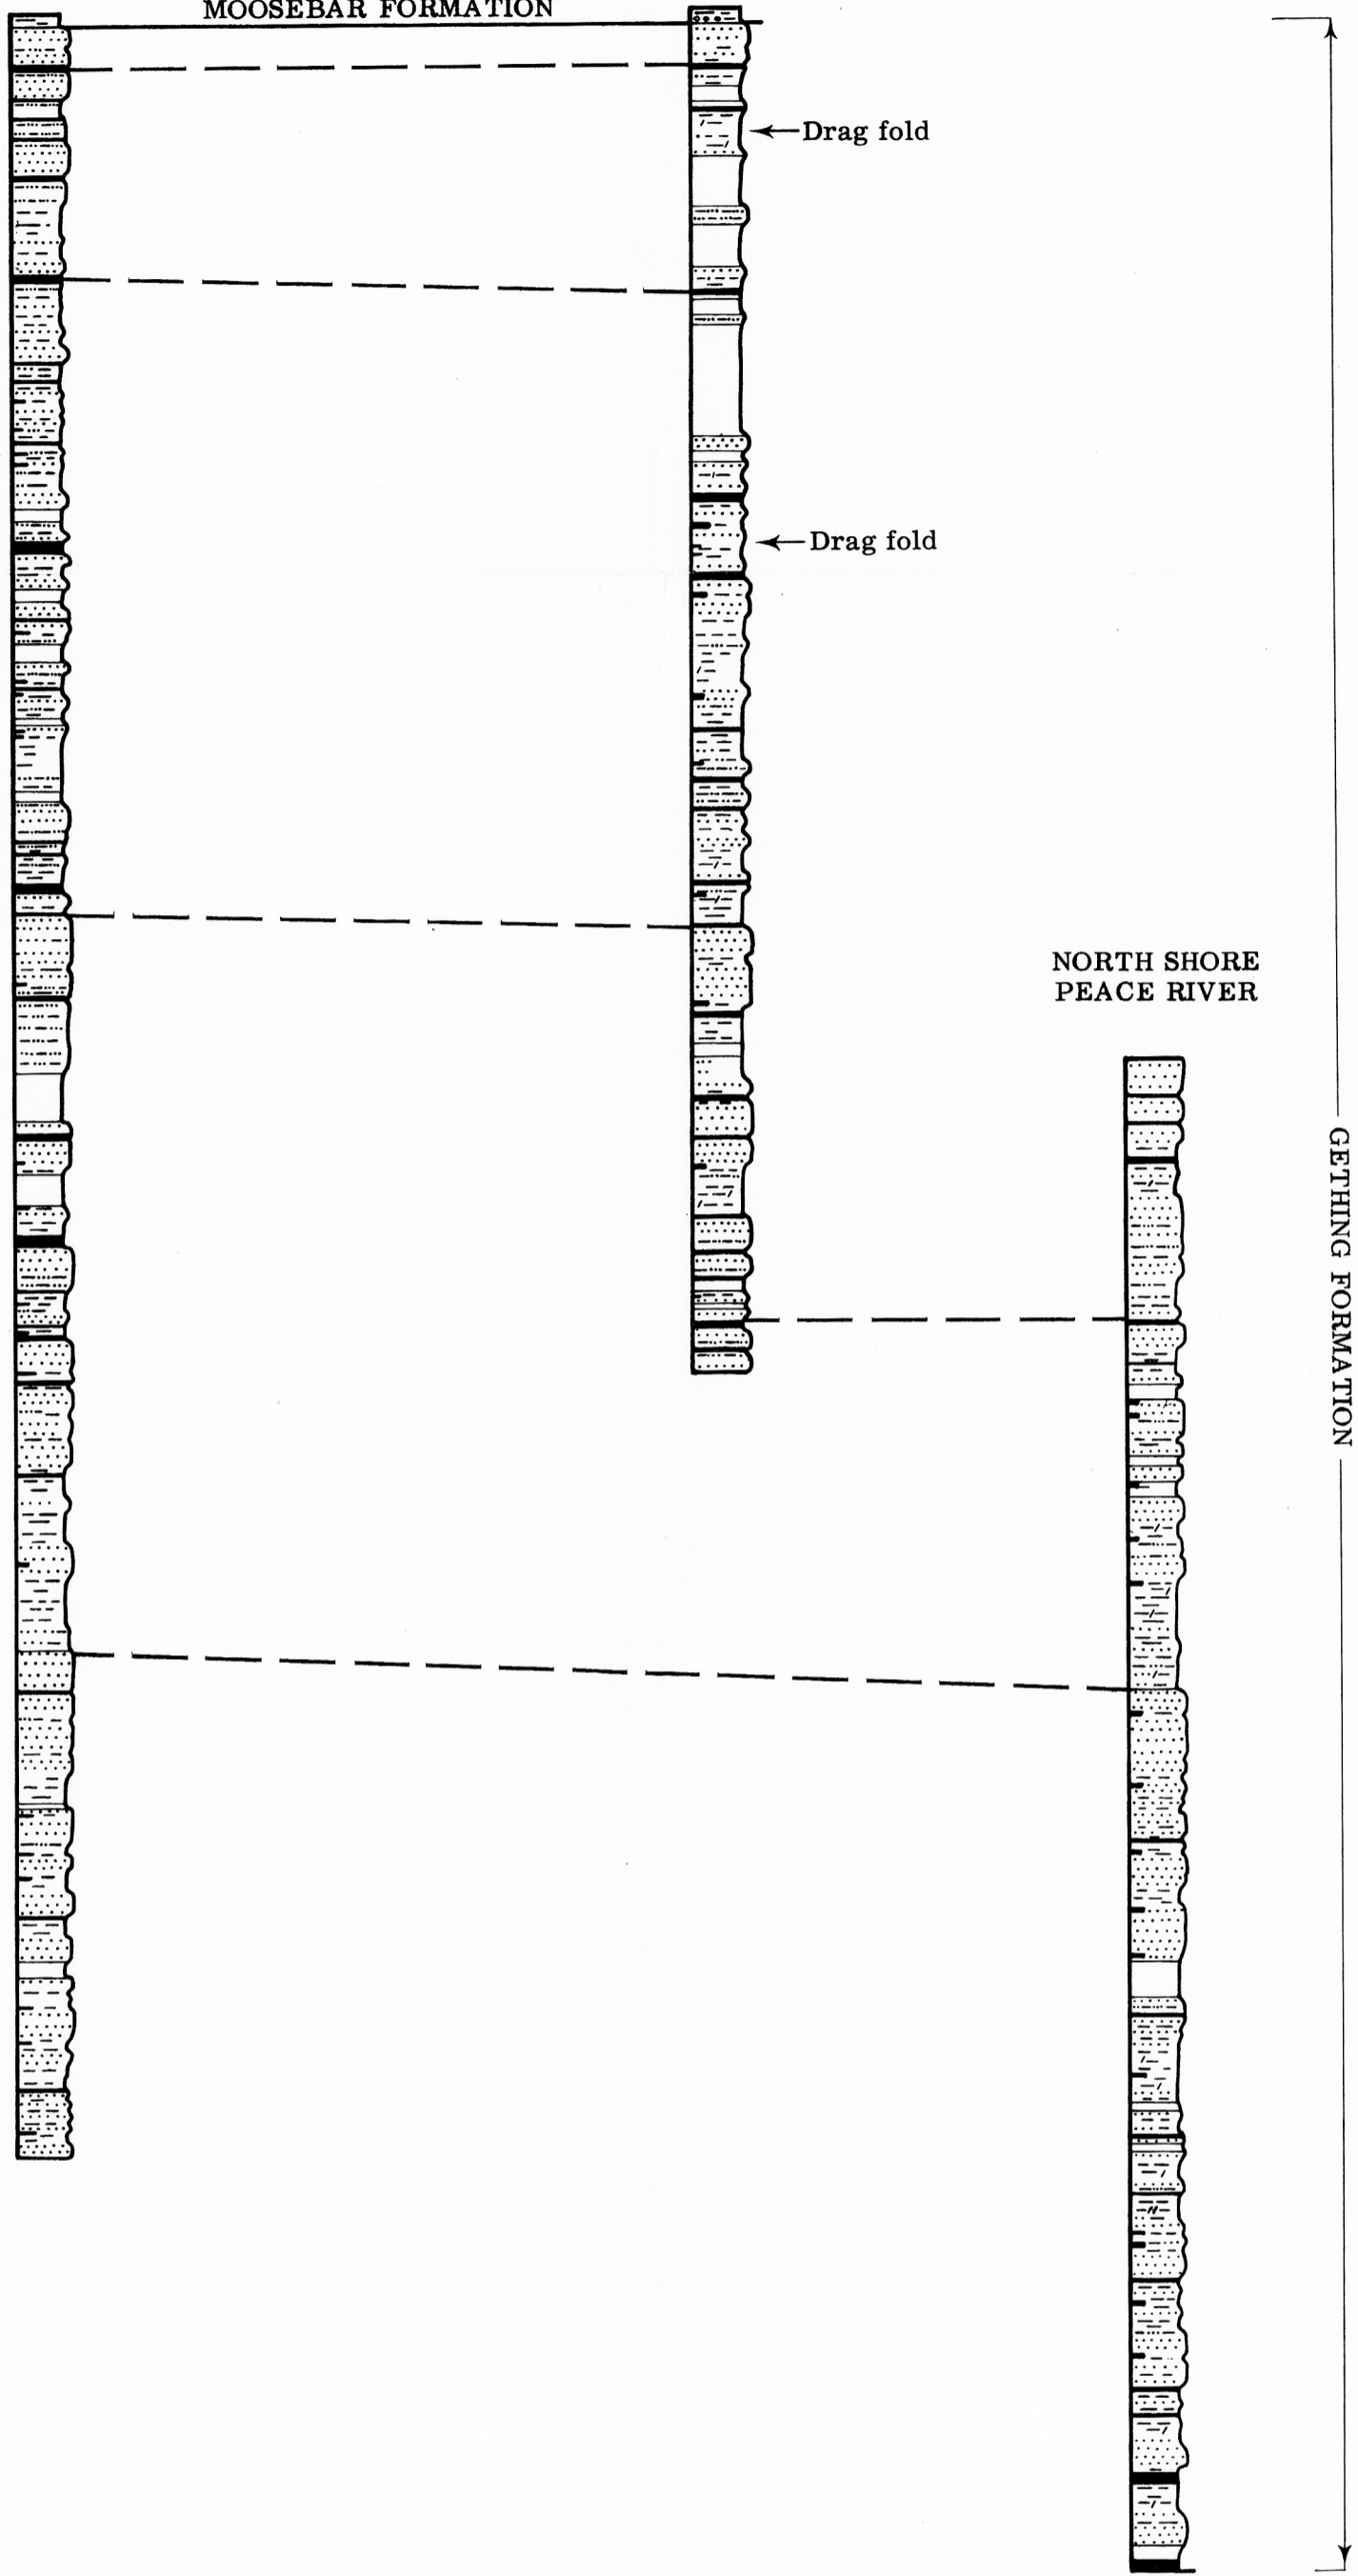 MOOSEBAR FORMATION
Drag fold
Drag fold
NORTH SHORE
PEACE RIVER
GETHING FORMATION